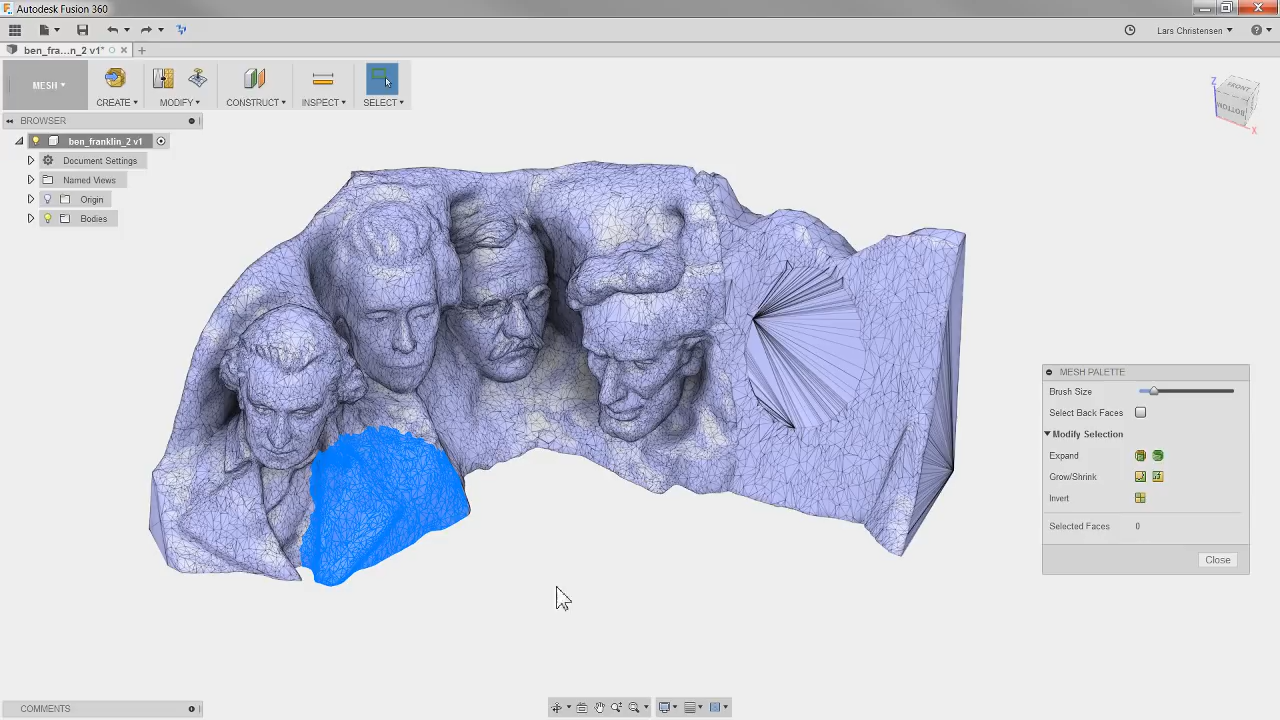 Autodesk Fusion 360
Lars Christensen
ben_fra...n_2 v1*
MESH
CREATE
MODIFY
CONSTRUCT
INSPECT
SELECT
BROWSER
ben_franklin_2 v1
Document Settings
Named Views
Origin
Bodies
Z
FRONT
BOTTOM
X
MESH PALETTE
Brush Size
Select Back Faces
Modify Selection
Expand
Grow/Shrink
Invert
Selected Faces 0
Close
COMMENTS